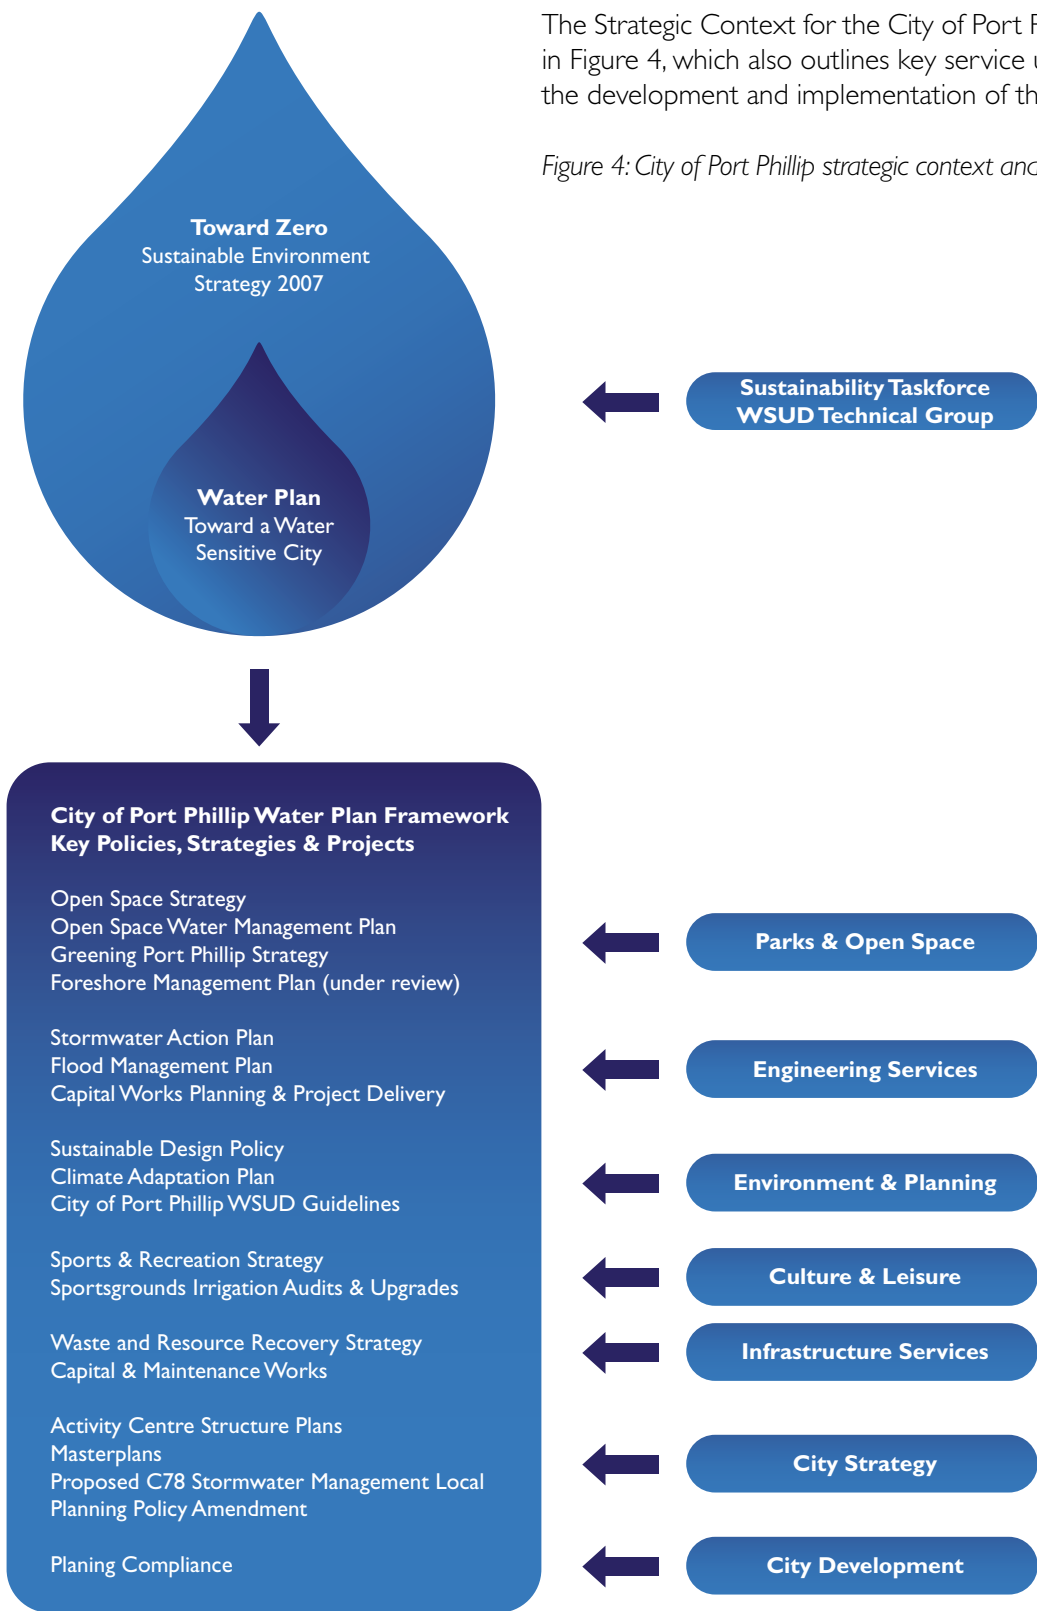 The Strategic Context for the City of Port
in Figure 4, which also outlines key service
the development and implementation of
Figure 4: City of Port Phillip strategic context and
Toward Zero
Sustainable Environment
Strategy 2007
Sustainability Taskforce
WSUD Technical Group
Water Plan
Toward a Water
Sensitive City
City of Port Phillip Water Plan Framework
Key Policies, Strategies & Projects
Open Space Strategy
Open Space Water Management Plan
Greening Port Phillip Strategy
Foreshore Management Plan (under review)
Parks & Open Space
Stormwater Action Plan
Flood Management Plan
Capital Works Planning & Project Delivery
Engineering Services
Sustainable Design Policy
Climate Adaptation Plan
City of Port Phillip WSUD Guidelines
Environment & Planning
Sports & Recreation Strategy
Sportsgrounds Irrigation Audits & Upgrades
Culture & Leisure
Waste and Resource Recovery Strategy
Capital & Maintenance Works
Infrastructure Services
Activity Centre Structure Plans
Masterplans
Proposed C78 Stormwater Management Local
Planning Policy Amendment
City Strategy
Planing Compliance
City Development